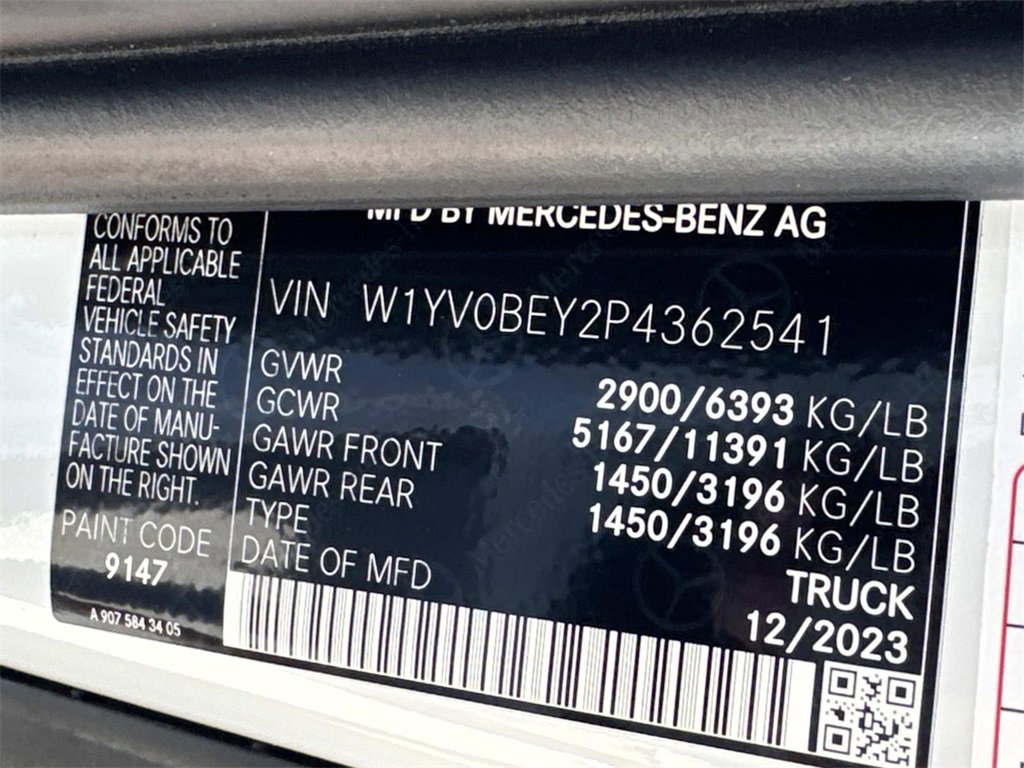 CONFORMS TO
ALL APPLICABLE
FEDERAL
VEHICLE SAFETY
STANDARDS IN
EFFECT ON THE
DATE OF MANU-
FACTURE SHOWN
ON THE RIGHT.
PAINT CODE
9147
A 907 584 34 05
MFD BY MERCEDES-BENZ AG
VIN W1YV0BEY2P4362541
GVWR 2900/6393 KG/LB
GCWR 5167/11391 KG/LB
GAWR FRONT 1450/3196 KG/LB
GAWR REAR 1450/3196 KG/LB
TYPE TRUCK
DATE OF MFD 12/2023